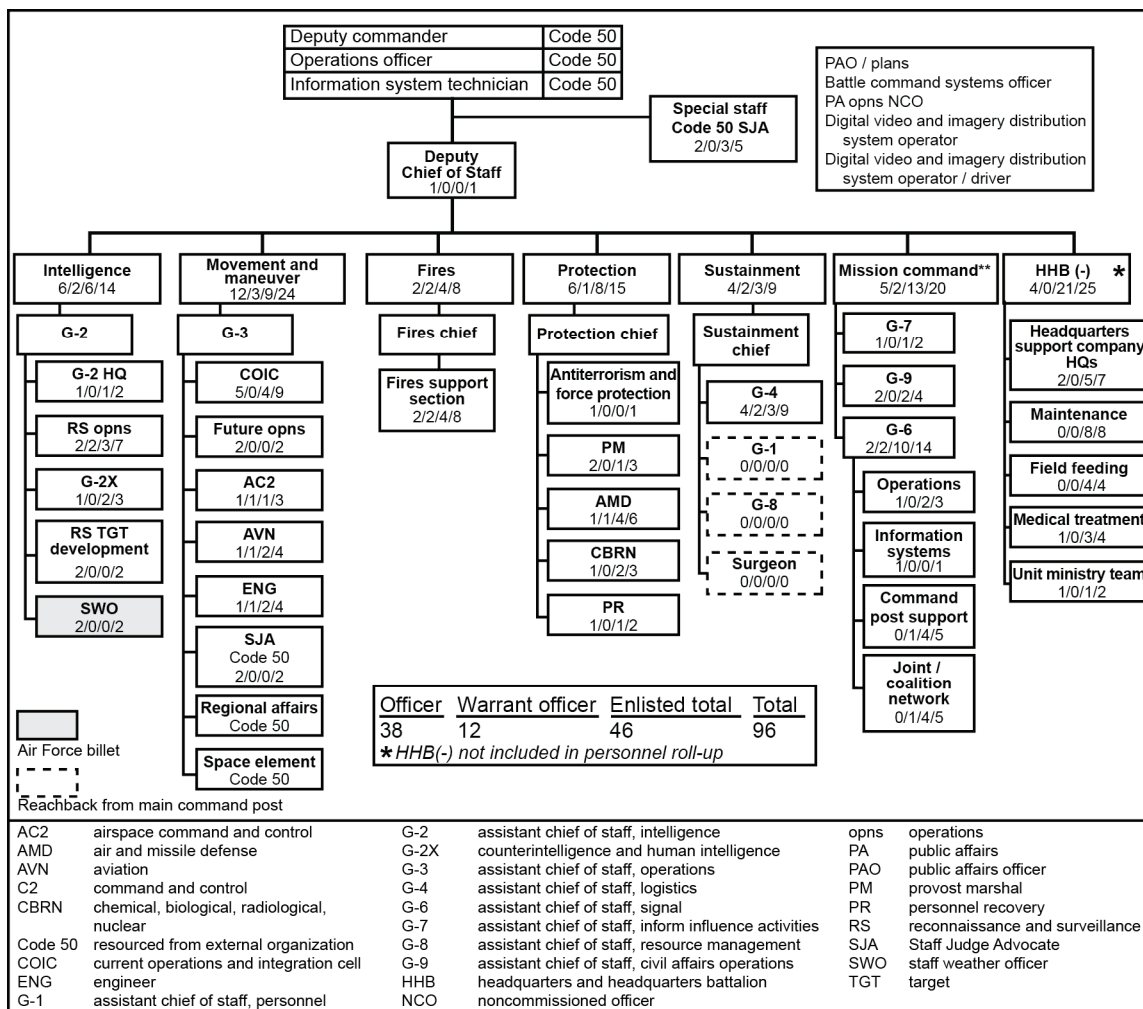 Deputy commander Code 50
Operations officer Code 50
Information system technician Code 50
Special staff
Code 50 SJA
2/0/3/5
PAO / plans
Battle command systems officer
PA opns NCO
Digital video and imagery distribution
system operator
Digital video and imagery distribution
system operator / driver
Deputy
Chief of Staff
1/0/0/1
Intelligence
6/2/6/14
G-2
G-2 HQ
1/0/1/2
RS opns
2/2/3/7
G-2X
1/0/2/3
RS TGT
development
2/0/0/2
SWO
2/0/0/2
Movement and
maneuver
12/3/9/24
G-3
COIC
5/0/4/9
Future opns
2/0/0/2
AC2
1/1/1/3
AVN
1/1/2/4
ENG
1/1/2/4
SJA
Code 50
2/0/0/2
Regional affairs
Code 50
Space element
Code 50
Fires
2/2/4/8
Fires chief
Fires support
section
2/2/4/8
Protection
6/1/8/15
Protection chief
Antiterrorism and
force protection
1/0/0/1
PM
2/0/1/3
AMD
1/1/4/6
CBRN
1/0/2/3
PR
1/0/1/2
Sustainment
4/2/3/9
Sustainment
chief
G-4
4/2/3/9
G-1
0/0/0/0
G-8
0/0/0/0
Surgeon
0/0/0/0
Mission command**
5/2/13/20
G-7
1/0/1/2
G-9
2/0/2/4
G-6
2/2/10/14
Operations
1/0/2/3
Information
systems
1/0/0/1
Command
post support
0/1/4/5
Joint /
coalition
network
0/1/4/5
HHB (-) *
4/0/21/25
Headquarters
support company
HQs
2/0/5/7
Maintenance
0/0/8/8
Field feeding
0/0/4/4
Medical treatment
1/0/3/4
Unit ministry team
1/0/1/2
Air Force billet
Reachback from main command post
Officer Warrant officer Enlisted total Total
38 12 46 96
* HHB(-) not included in personnel roll-up
AC2 airspace command and control
AMD air and missile defense
AVN aviation
C2 command and control
CBRN chemical, biological, radiological,
nuclear
Code 50 resourced from external organization
COIC current operations and integration cell
ENG engineer
G-1 assistant chief of staff, personnel
G-2 assistant chief of staff, intelligence
G-2X counterintelligence and human intelligence
G-3 assistant chief of staff, operations
G-4 assistant chief of staff, logistics
G-6 assistant chief of staff, signal
G-7 assistant chief of staff, inform influence activities
G-8 assistant chief of staff, resource management
G-9 assistant chief of staff, civil affairs operations
HHB headquarters and headquarters battalion
NCO noncommissioned officer
opns operations
PA public affairs
PAO public affairs officer
PM provost marshal
PR personnel recovery
RS reconnaissance and surveillance
SJA Staff Judge Advocate
SWO staff weather officer
TGT target